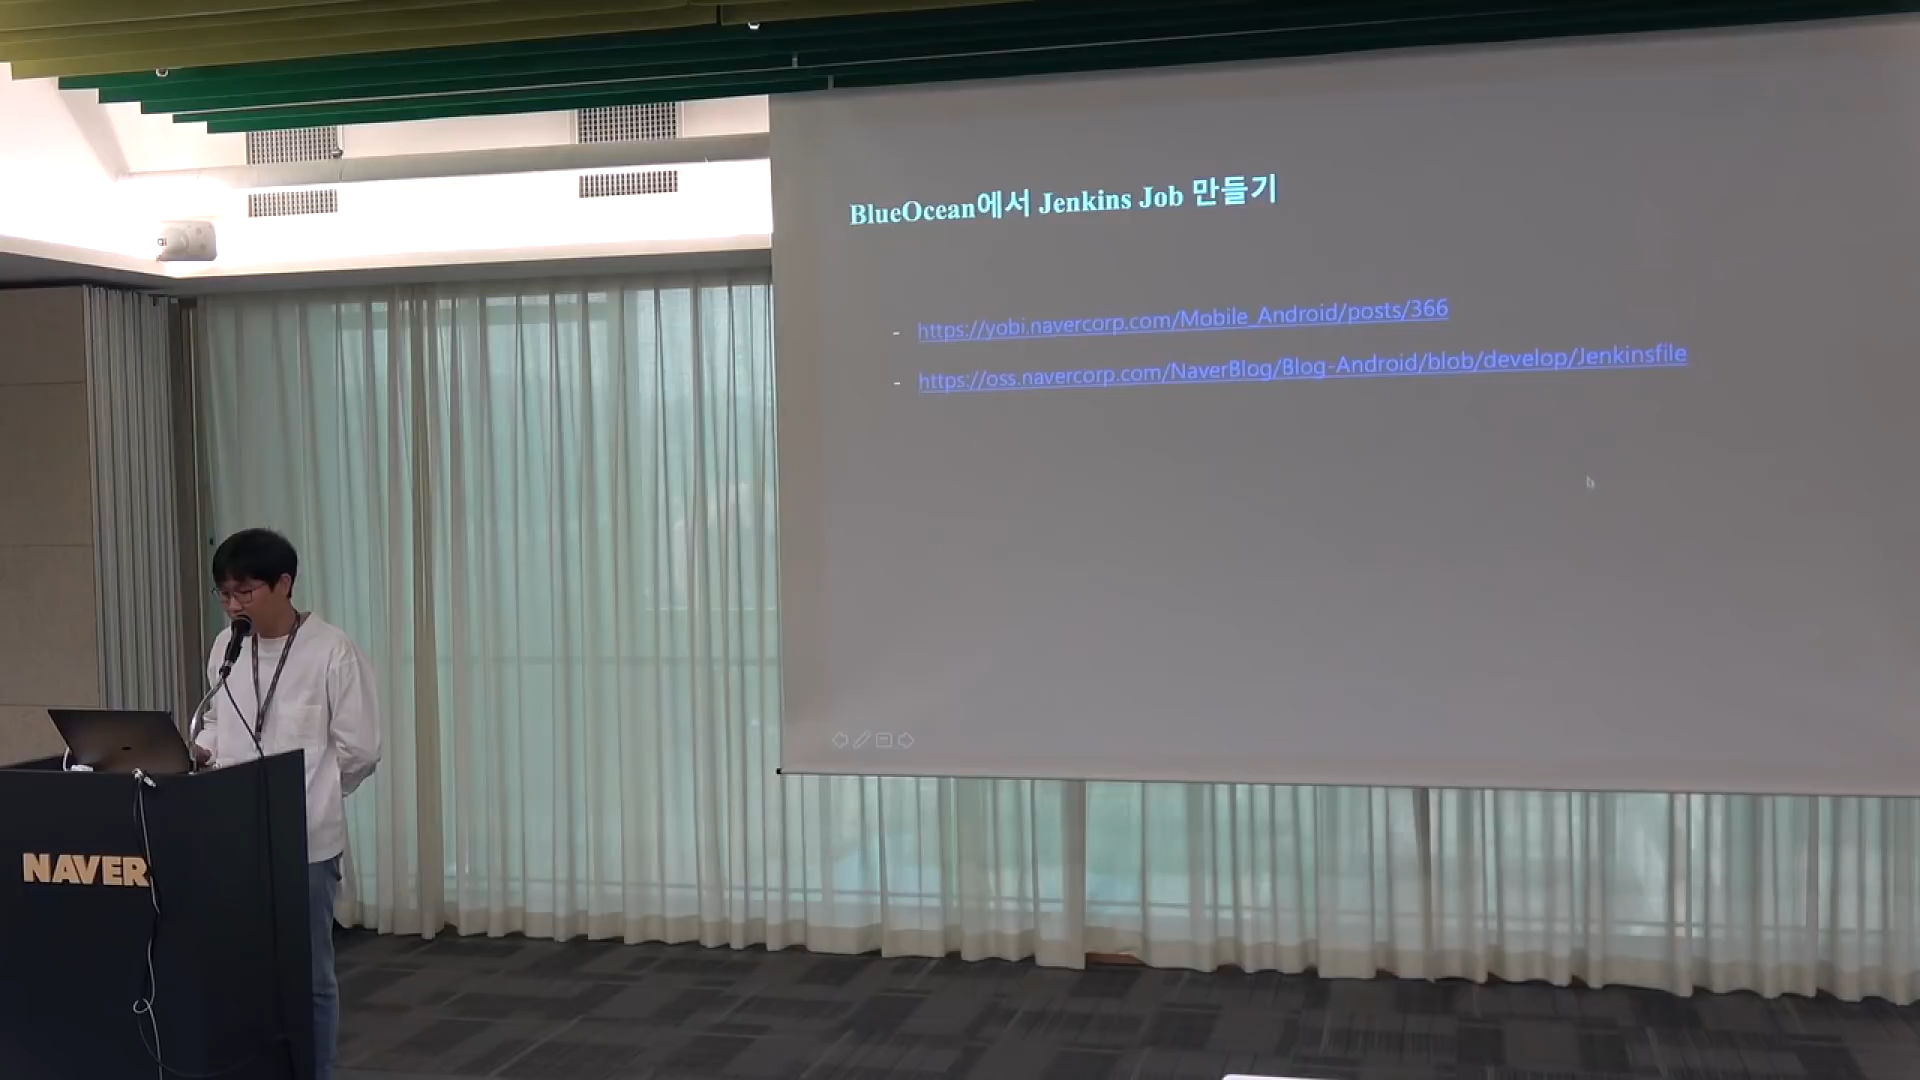 BlueOcean에서 Jenkins Job 만들기
- https://yobi.navercorp.com/Mobile_Android/posts/366
- https://oss.navercorp.com/NaverBlog/Blog-Android/blob/develop/Jenkinsfile
NAVER